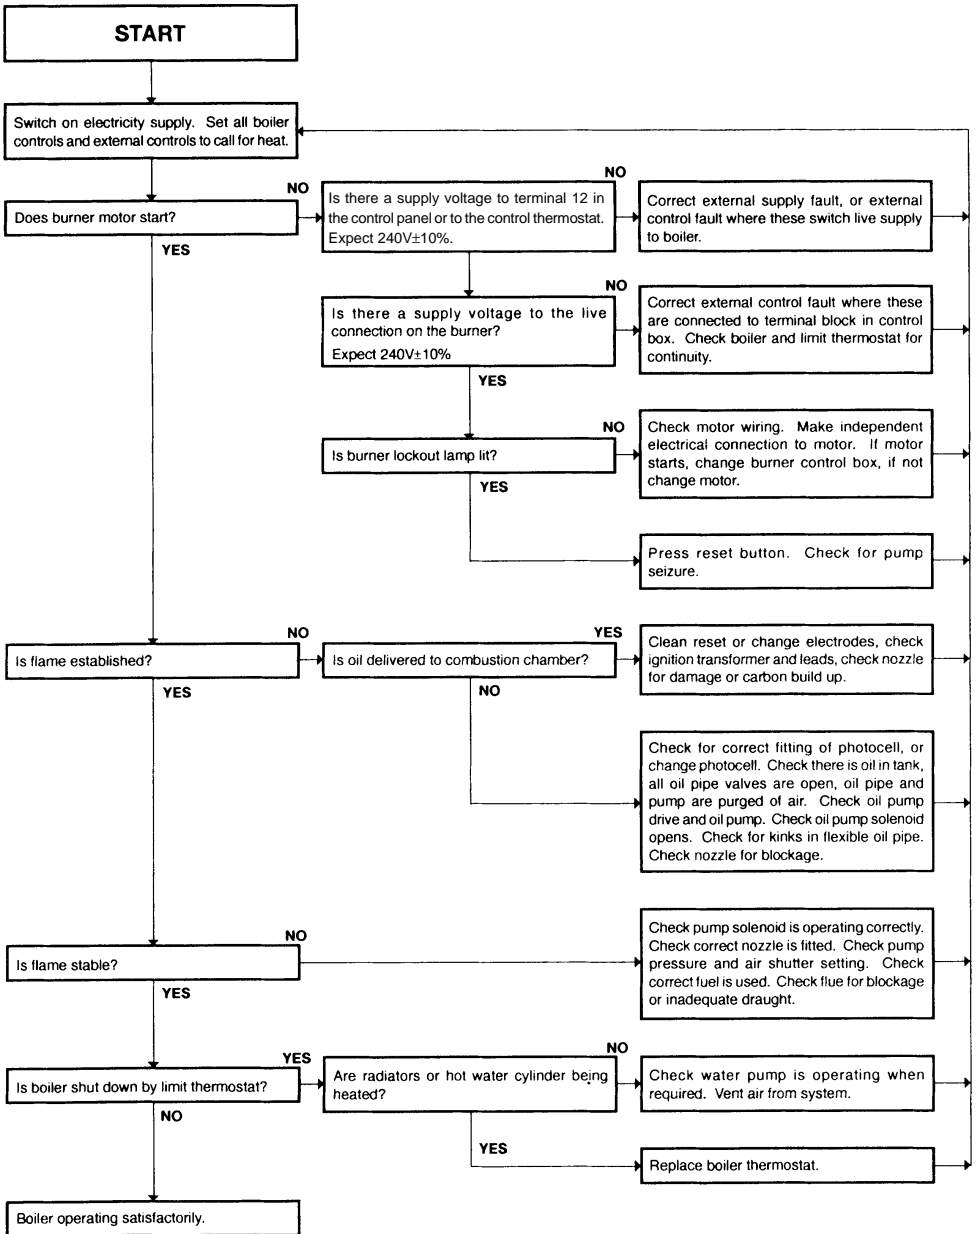 START
Switch on electricity supply. Set all boiler
controls and external controls to call for heat.
Does burner motor start?
NO
YES
Is there a supply voltage to terminal 12 in
the control panel or to the control thermostat.
Expect 240V±10%.
NO
Correct external supply fault, or external
control fault where these switch live supply
to boiler.
Is there a supply voltage to the live
connection on the burner?
Expect 240V±10%
NO
YES
Correct external control fault where these
are connected to terminal block in control
box. Check boiler and limit thermostat for
continuity.
Is burner lockout lamp lit?
NO
YES
Check motor wiring. Make independent
electrical connection to motor. If motor
starts, change burner control box, if not
change motor.
Press reset button. Check for pump
seizure.
Is flame established?
NO
YES
Is oil delivered to combustion chamber?
YES
NO
Clean reset or change electrodes, check
ignition transformer and leads, check nozzle
for damage or carbon build up.
Check for correct fitting of photocell, or
change photocell. Check there is oil in tank,
all oil pipe valves are open, oil pipe and
pump are purged of air. Check oil pump
drive and oil pump. Check oil pump solenoid
opens. Check for kinks in flexible oil pipe.
Check nozzle for blockage.
Is flame stable?
NO
YES
Check pump solenoid is operating correctly.
Check correct nozzle is fitted. Check pump
pressure and air shutter setting. Check
correct fuel is used. Check flue for blockage
or inadequate draught.
Is boiler shut down by limit thermostat?
YES
NO
Are radiators or hot water cylinder being
heated?
NO
YES
Check water pump is operating when
required. Vent air from system.
Replace boiler thermostat.
Boiler operating satisfactorily.